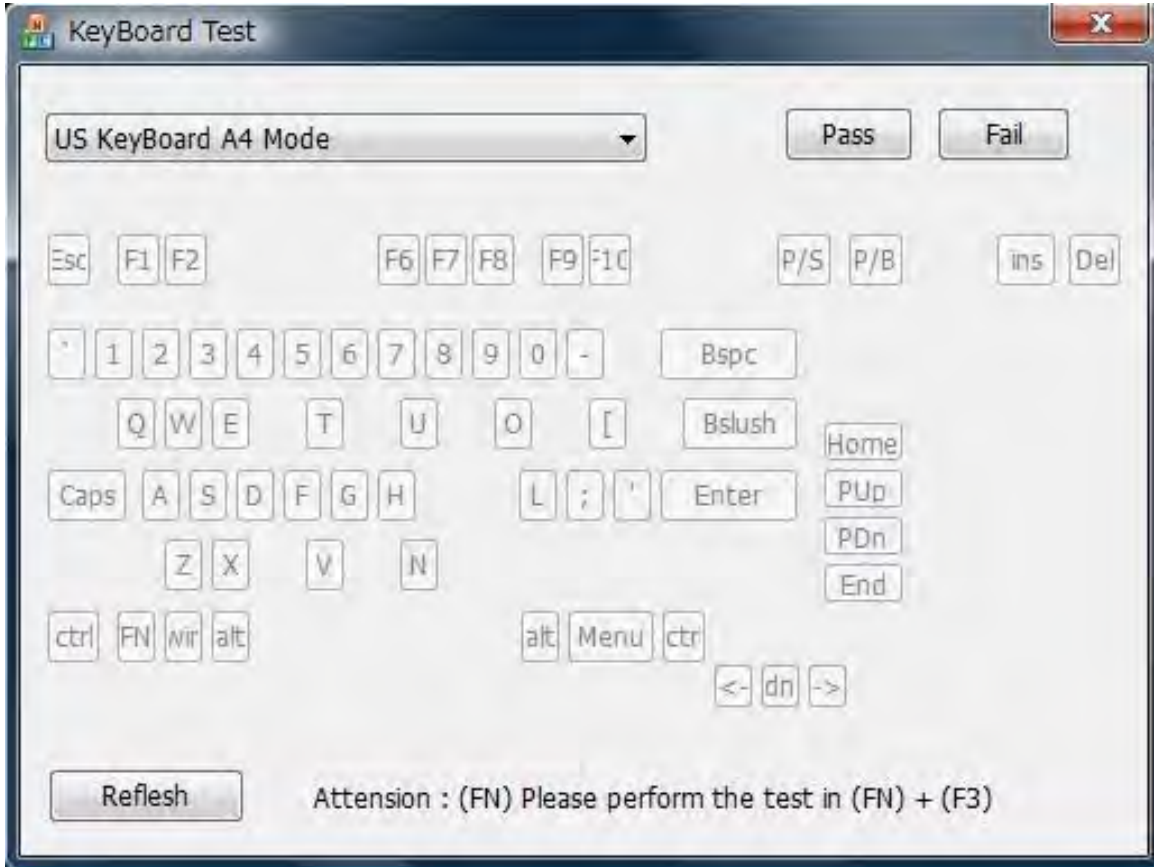 KeyBoard Test
US KeyBoard A4 Mode Pass Fail
Esc F1 F2 F6 F7 F8 F9 F10 P/S P/B ins Del
` 1 2 3 4 5 6 7 8 9 0 - Bspc
Q W E T U O [ Bslush
Home
Caps A S D F G H L ; ' Enter
PUp
PDn
Z X V N
End
ctrl FN wir alt alt Menu ctr
<- dn ->
Reflesh Attension : (FN) Please perform the test in (FN) + (F3)